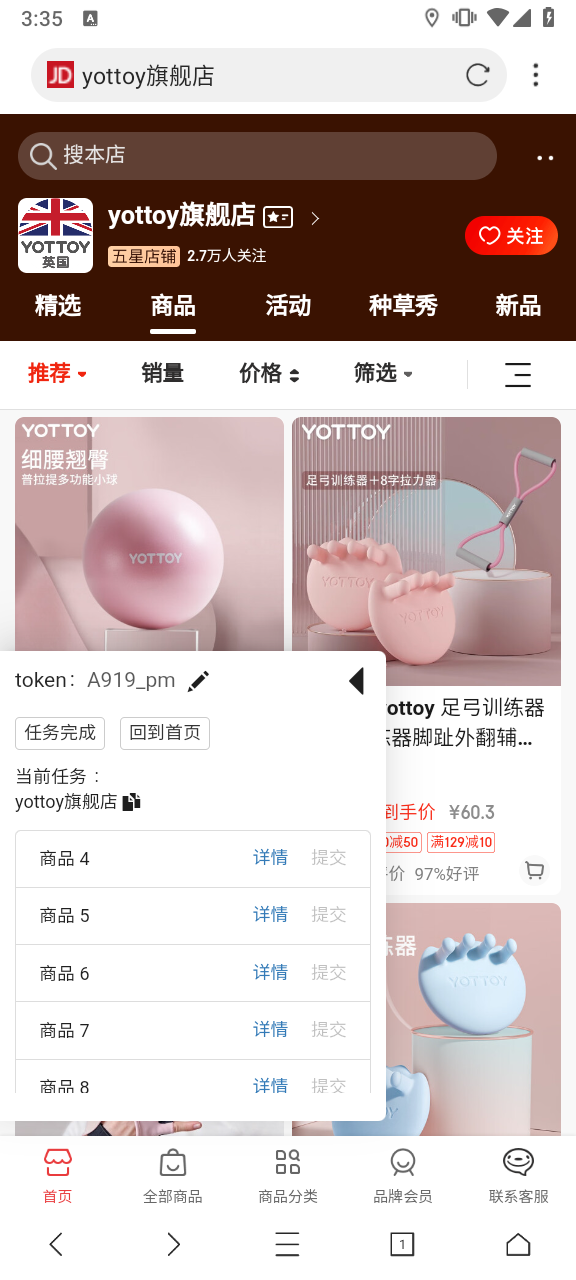 3:35
A
JD yottoy旗舰店
搜本店
YOTTOY
英国
yottoy旗舰店
五星店铺 2.7万人关注
关注
精选 商品 活动 种草秀 新品
推荐 销量 价格 筛选
YOTTOY
细腰翘臀
普拉提多功能小球
YOTTOY
YOTTOY
足弓训练器+8字拉力器
YOTTOY
YOTTOY
token: A919_pm
任务完成 回到首页
当前任务：
yottoy旗舰店
商品 4 详情 提交
商品 5 详情 提交
商品 6 详情 提交
商品 7 详情 提交
商品 8 详情 提交
ottoy 足弓训练器
器脚趾外翻辅...
到手价 ¥60.3
减50 满129减10
价 97%好评
练器
YOTTOY
首页 全部商品 商品分类 品牌会员 联系客服
1